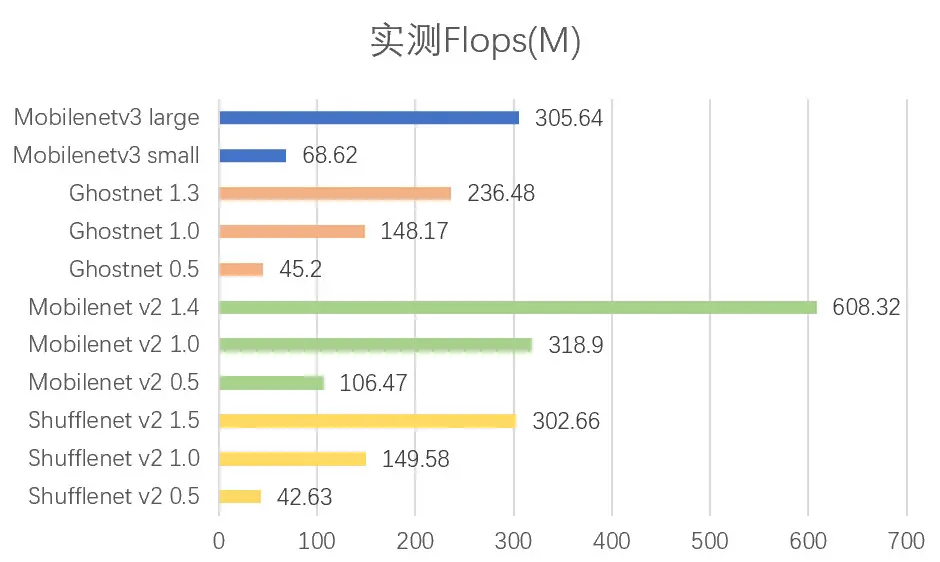 实测Flops(M)
Mobilenetv3 large 305.64
Mobilenetv3 small 68.62
Ghostnet 1.3 236.48
Ghostnet 1.0 148.17
Ghostnet 0.5 45.2
Mobilenet v2 1.4 608.32
Mobilenet v2 1.0 318.9
Mobilenet v2 0.5 106.47
Shufflenet v2 1.5 302.66
Shufflenet v2 1.0 149.58
Shufflenet v2 0.5 42.63
0 100 200 300 400 500 600 700